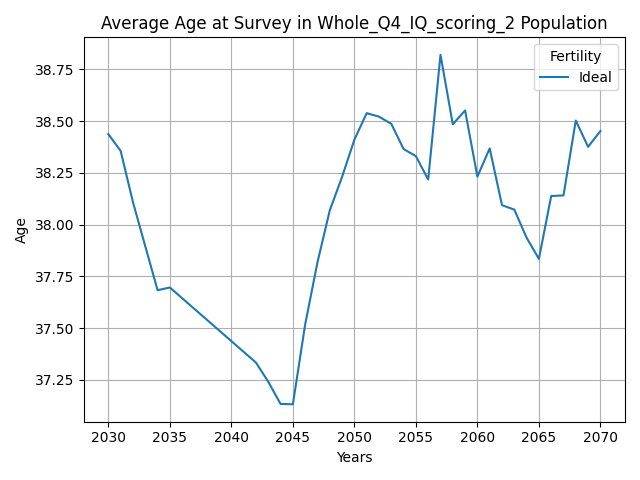 Average Age at Survey in Whole_Q4_IQ_scoring_2 Population
Fertility
Ideal
38.75
38.50
38.25
38.00
37.75
37.50
37.25
Age
2030 2035 2040 2045 2050 2055 2060 2065 2070
Years